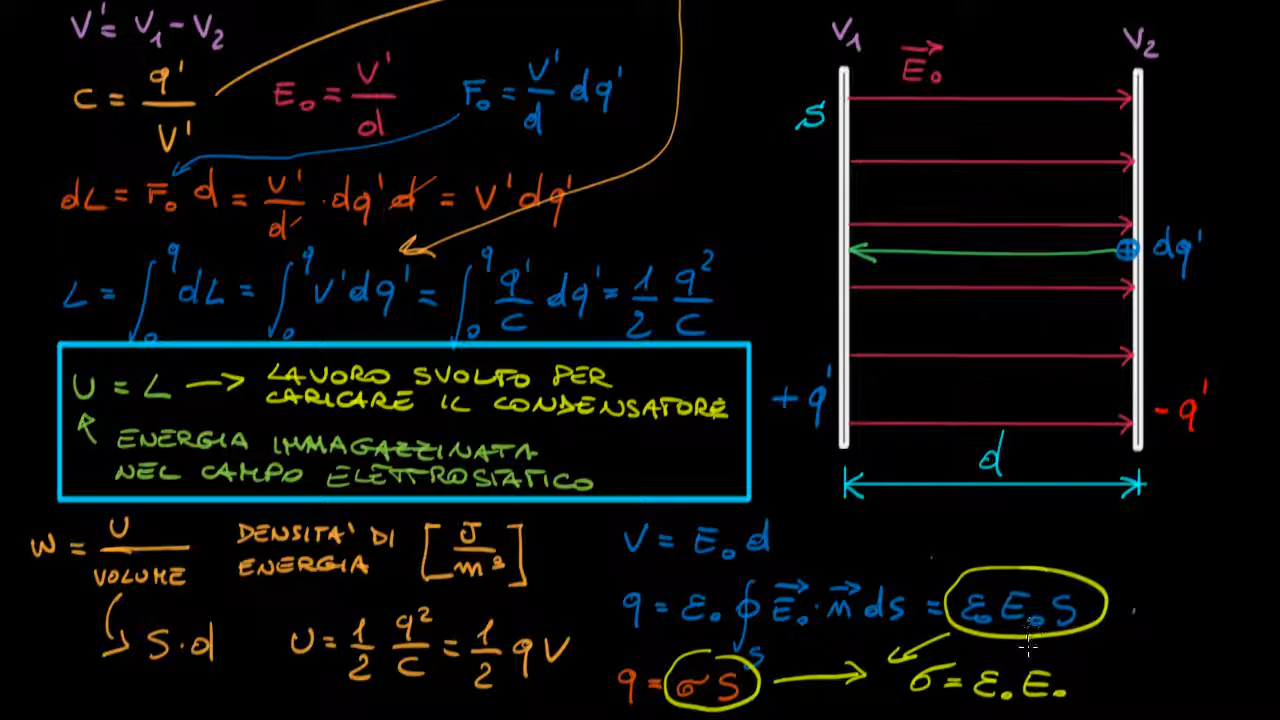 V' = V₁ - V₂
C = q' / V'
E₀ = V' / d
F₀ = V' / d dq'
dL = F₀ d = V' / d · dq' d = V' dq'
L = ∫₀^q dL = ∫₀^q V' dq' = ∫₀^q q' / C dq' = 1/2 q² / C
U = L → LAVORO SVOLTO PER
CARICARE IL CONDENSATORE
ENERGIA IMMAGAZZINATA
NEL CAMPO ELETTROSTATICO
w = U / VOLUME
DENSITA' DI
ENERGIA
[J / m³]
S·d
U = 1/2 q² / C = 1/2 qV
V₁
V₂
E₀
S
dq'
+q'
-q'
d
V = E₀ d
q = ε₀ ∮_S E₀ · n dS = ε₀ E₀ S
q = σ S → σ = ε₀ E₀